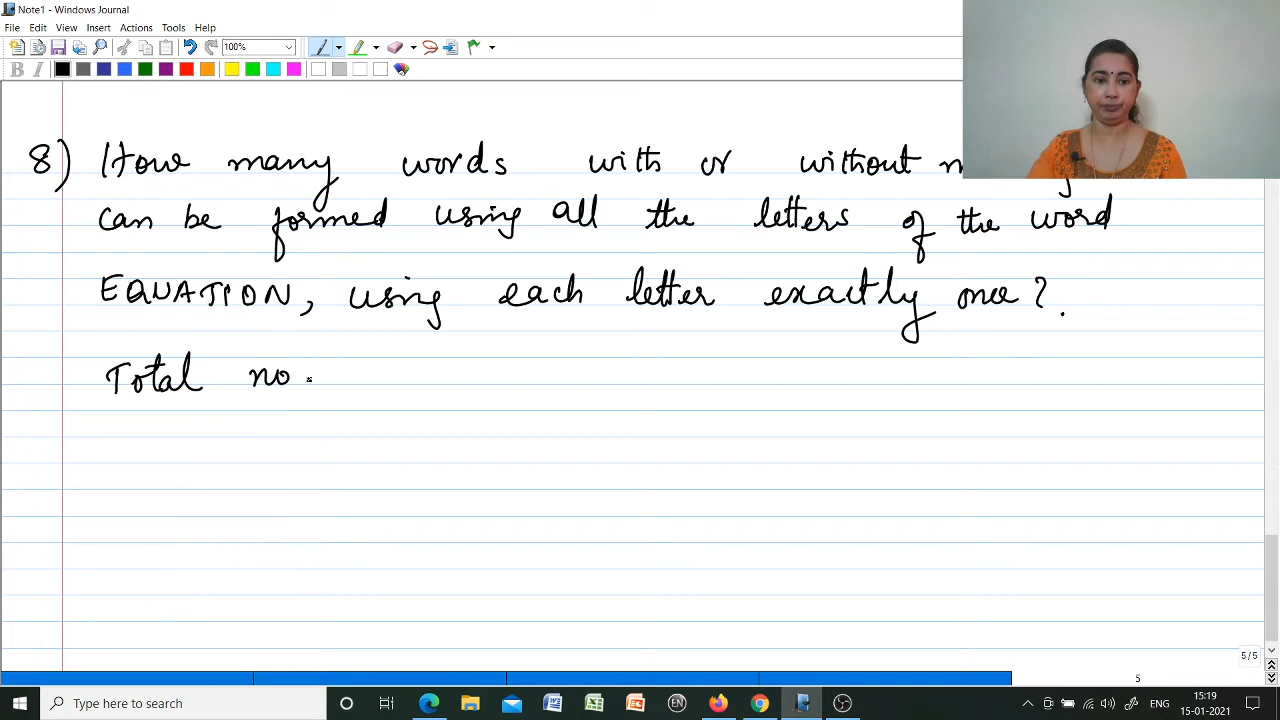 Note1 - Windows Journal
File Edit View Insert Actions Tools Help
100%
B I
8) How many words with or without
can be formed using all the letters of the word
EQUATION, using each letter exactly once?.
Total no.
5/5
5
Type here to search
EN
ENG
15:19
15-01-2021